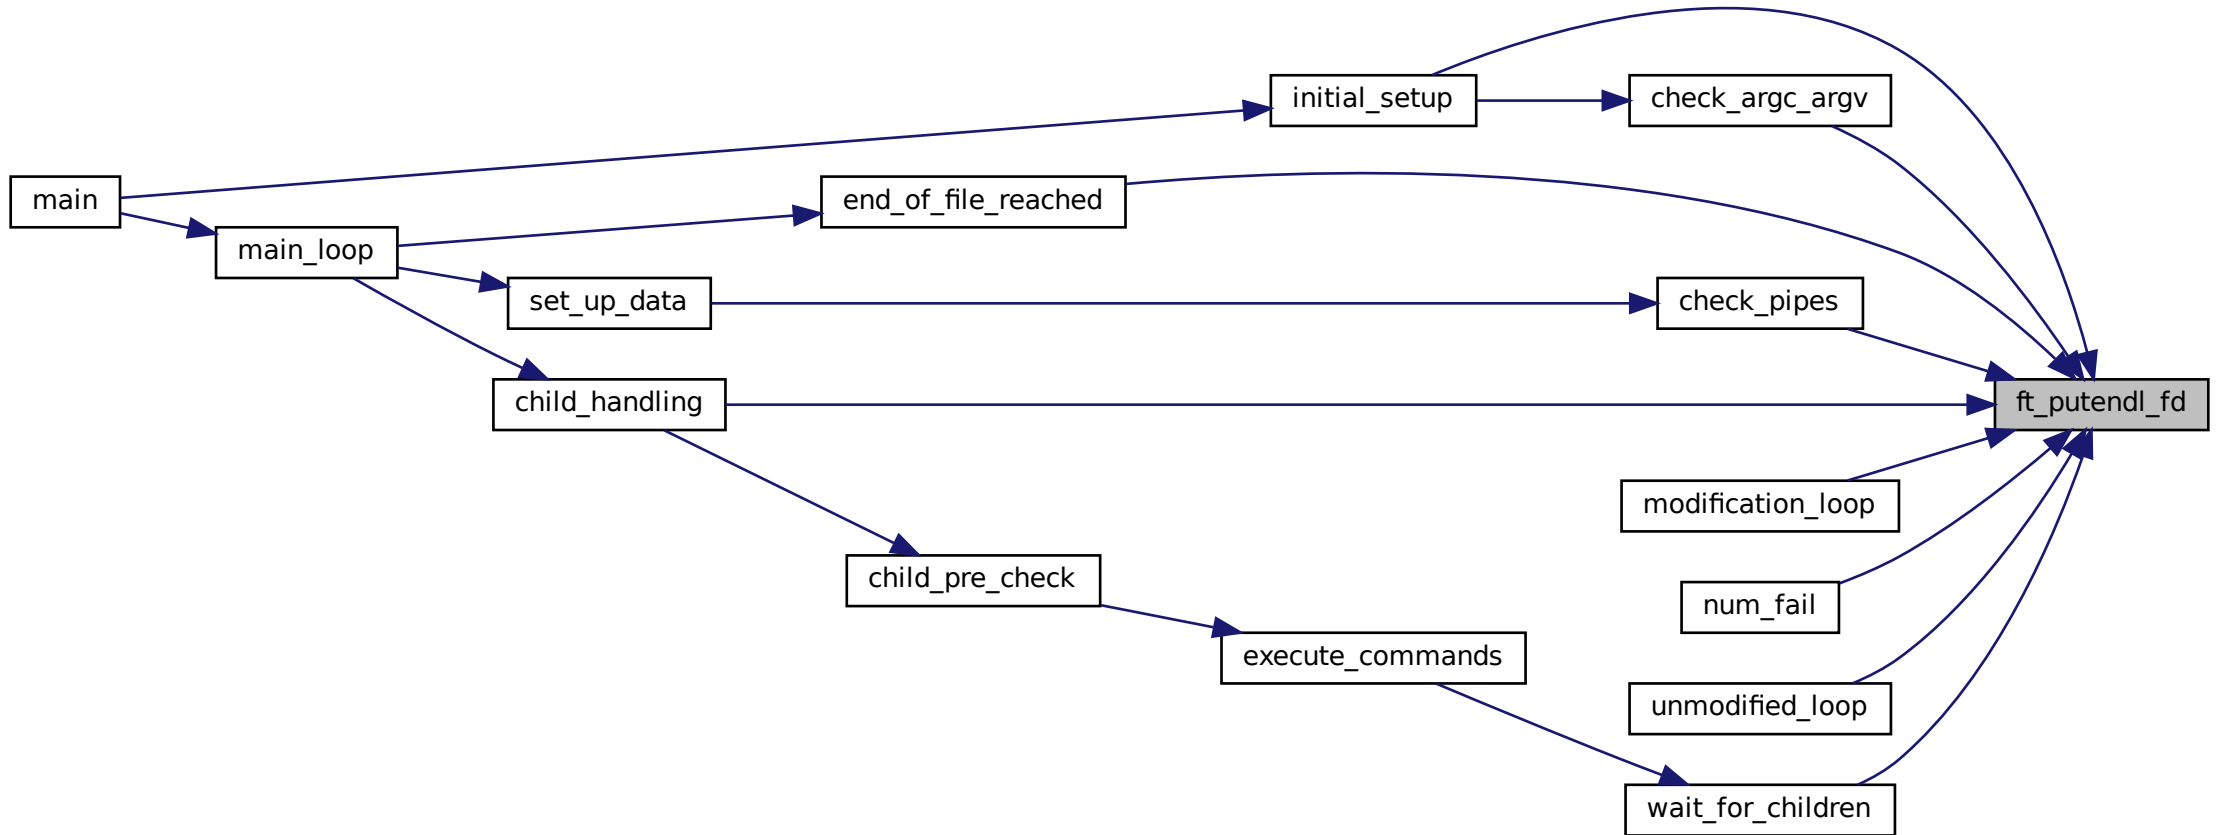 initial_setup
check_argc_argv
main
end_of_file_reached
main_loop
set_up_data
check_pipes
child_handling
ft_putendl_fd
modification_loop
child_pre_check
num_fail
execute_commands
unmodified_loop
wait_for_children